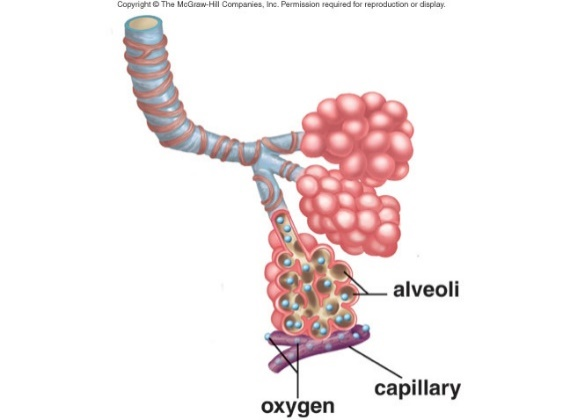 Copyright © The McGraw-Hill Companies, Inc. Permission required for reproduction or display.
alveoli
capillary
oxygen